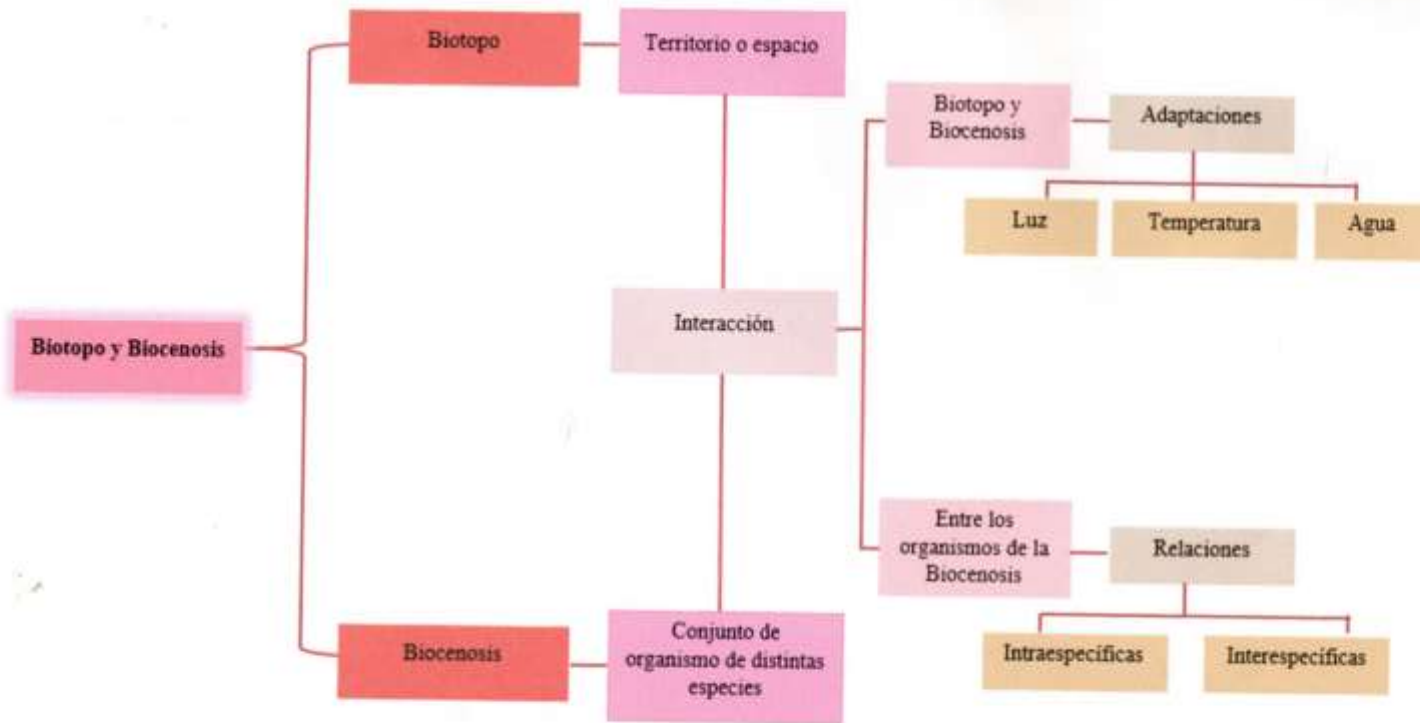 Biotopo
Territorio o espacio
Biotopo y
Biocenosis
Adaptaciones
Luz
Temperatura
Agua
Biotopo y Biocenosis
Interacción
Entre los
organismos de la
Biocenosis
Relaciones
Intraespecíficas
Interespecíficas
Biocenosis
Conjunto de
organismo de distintas
especies